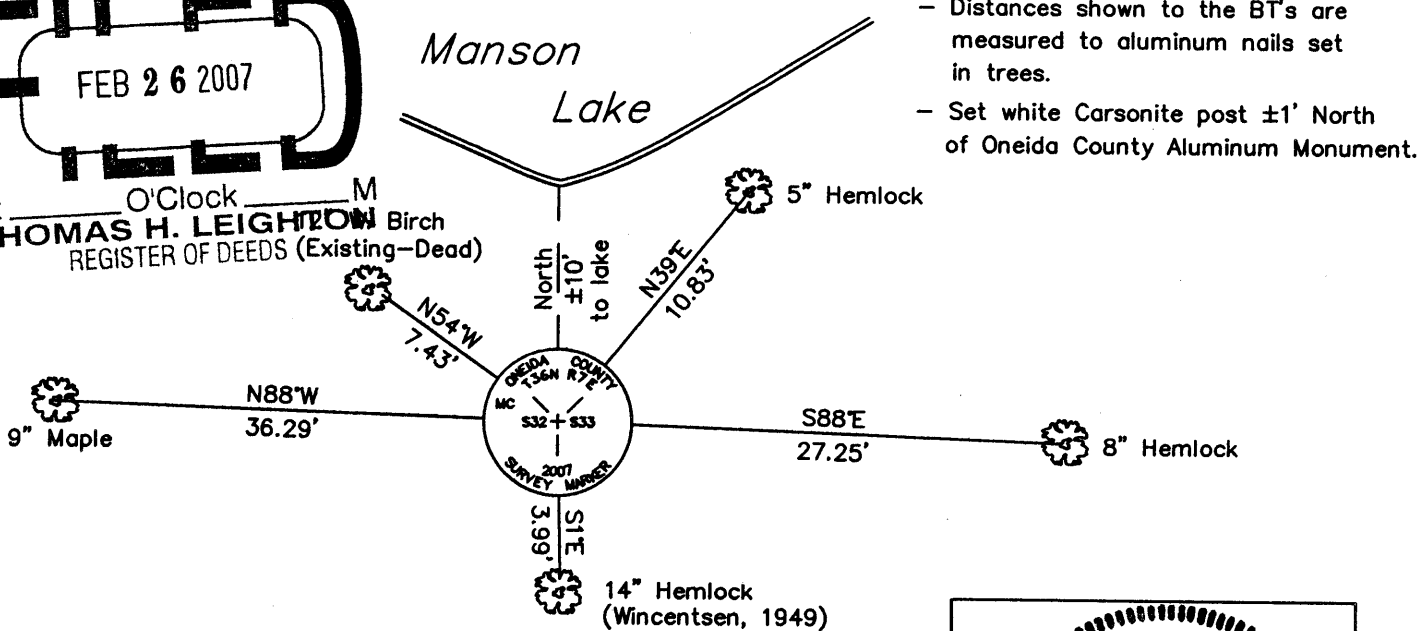 FEB 2 6 2007
O'Clock M
THOMAS H. LEIGHTON
REGISTER OF DEEDS
Birch
(Existing-Dead)
Manson
Lake
– Distances shown to the BT's are
measured to aluminum nails set
in trees.
– Set white Carsonite post ±1' North
of Oneida County Aluminum Monument.
5" Hemlock
N39°E
10.83'
North
±10'
to lake
N54°W
7.43'
N88°W
36.29'
9" Maple
ONEIDA COUNTY
T36N R7E
MC
S32 + S33
2007
SURVEY MARKER
S88°E
27.25'
8" Hemlock
S1°E
3.99'
14" Hemlock
(Wincentsen, 1949)